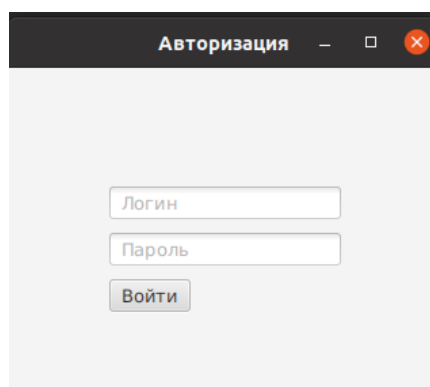 Авторизация
Логин
Пароль
Войти